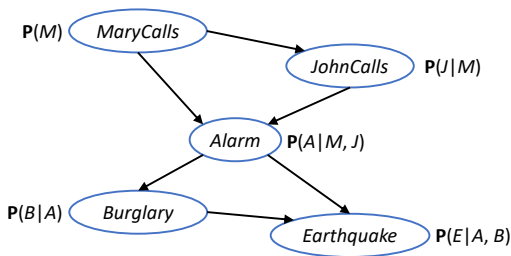 P(M) MaryCalls
JohnCalls P(J|M)
Alarm P(A|M, J)
P(B|A) Burglary
Earthquake P(E|A, B)